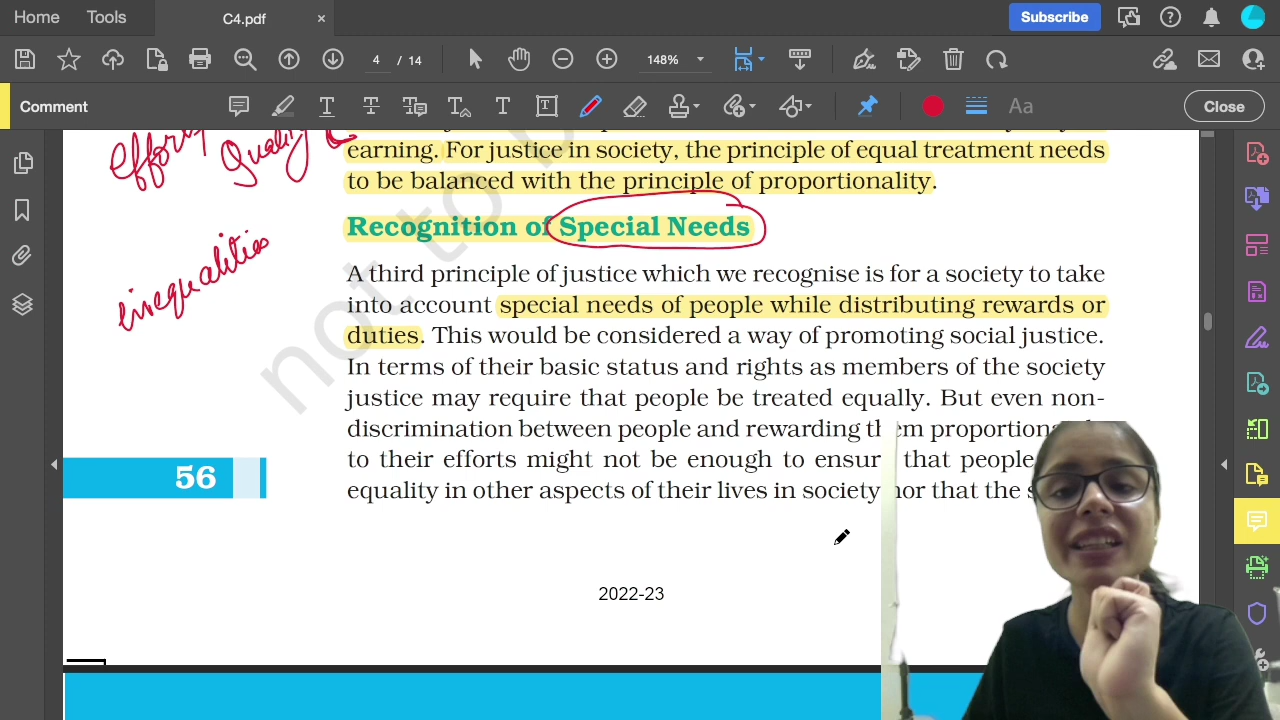 Home
Tools
C4.pdf
×
Subscribe
4 / 14
148%
Comment
Aa
Close
efforts
Quality
earning. For justice in society, the principle of equal treatment needs
to be balanced with the principle of proportionality.
Recognition of Special Needs
inequalities
A third principle of justice which we recognise is for a society to take
into account special needs of people while distributing rewards or
duties. This would be considered a way of promoting social justice.
In terms of their basic status and rights as members of the society
justice may require that people be treated equally. But even non-
discrimination between people and rewarding them
to their efforts might not be enough to ensure that people
equality in other aspects of their lives in society nor that the
56
not to
2022-23